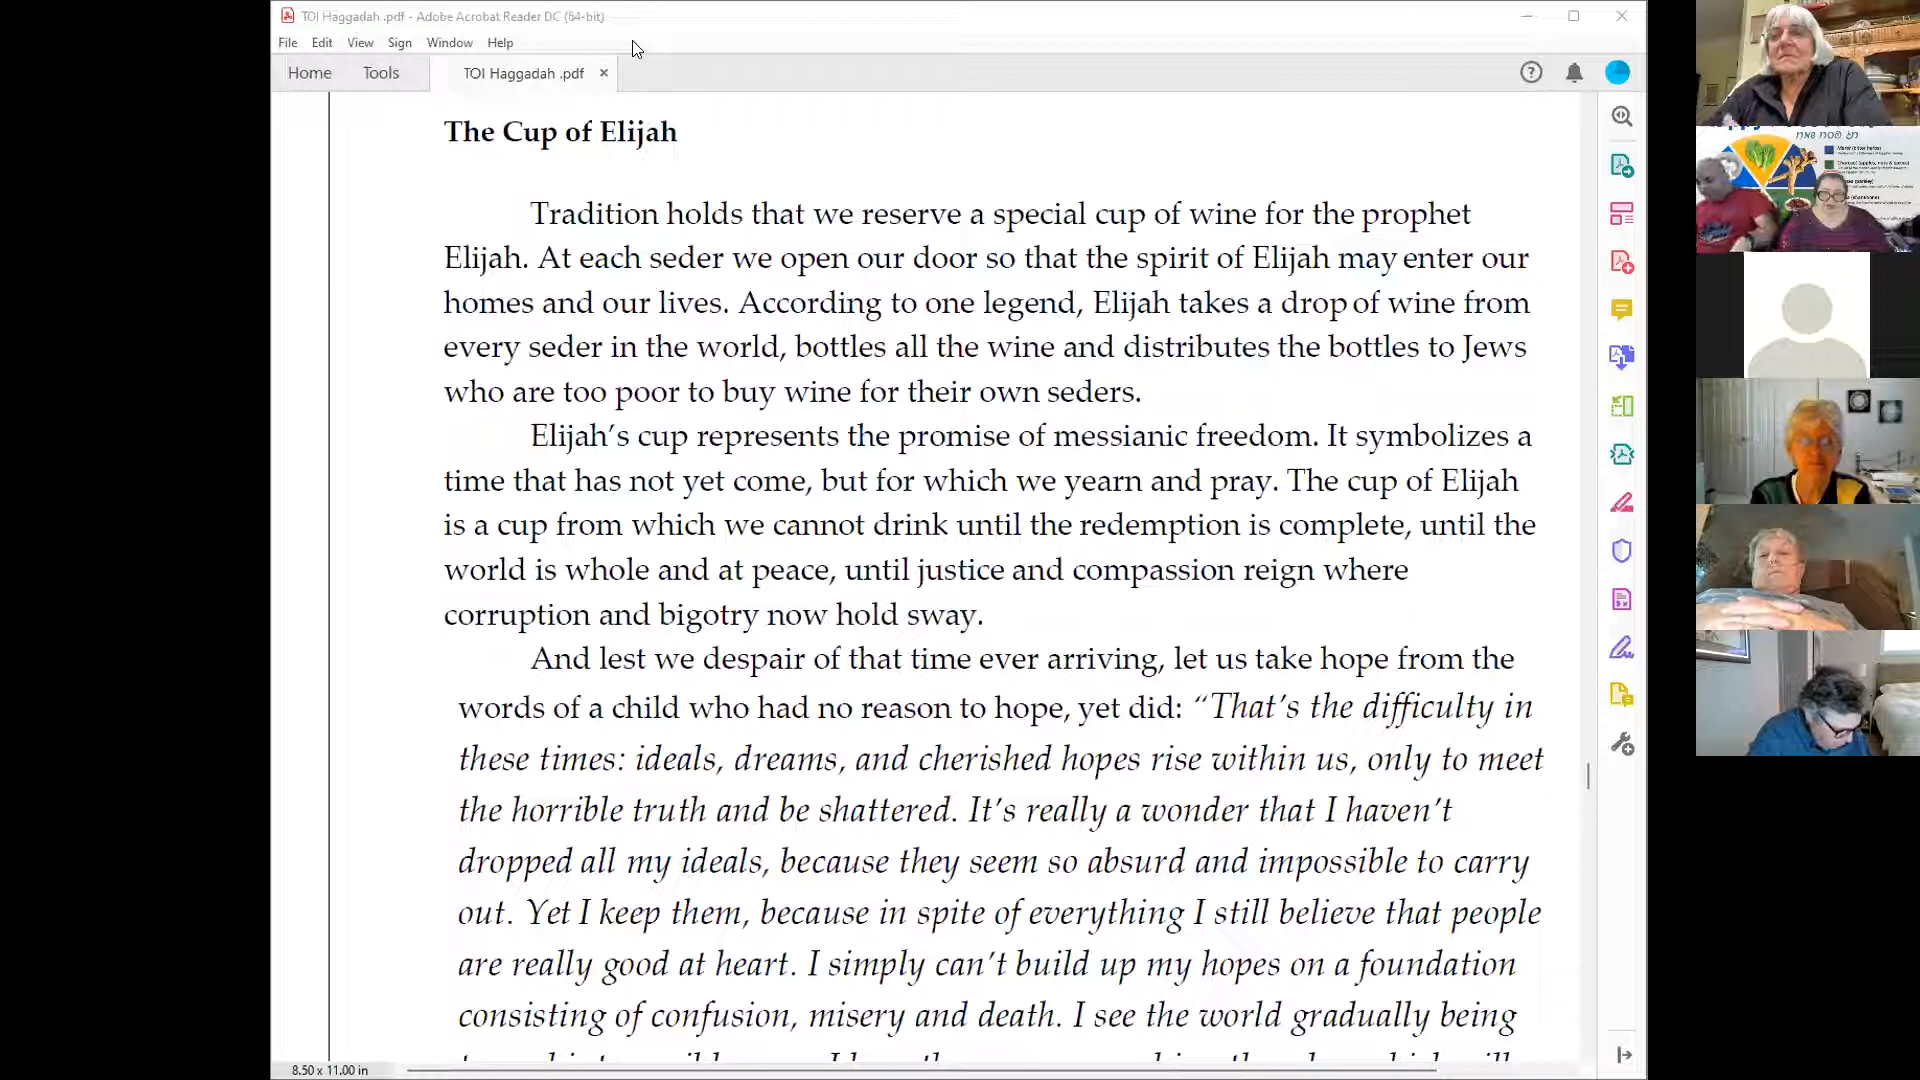 TOI Haggadah .pdf - Adobe Acrobat Reader DC (64-bit)
File Edit View Sign Window Help
Home Tools TOI Haggadah .pdf ×
The Cup of Elijah
Tradition holds that we reserve a special cup of wine for the prophet
Elijah. At each seder we open our door so that the spirit of Elijah may enter our
homes and our lives. According to one legend, Elijah takes a drop of wine from
every seder in the world, bottles all the wine and distributes the bottles to Jews
who are too poor to buy wine for their own seders.
Elijah’s cup represents the promise of messianic freedom. It symbolizes a
time that has not yet come, but for which we yearn and pray. The cup of Elijah
is a cup from which we cannot drink until the redemption is complete, until the
world is whole and at peace, until justice and compassion reign where
corruption and bigotry now hold sway.
And lest we despair of that time ever arriving, let us take hope from the
words of a child who had no reason to hope, yet did: “That’s the difficulty in
these times: ideals, dreams, and cherished hopes rise within us, only to meet
the horrible truth and be shattered. It’s really a wonder that I haven’t
dropped all my ideals, because they seem so absurd and impossible to carry
out. Yet I keep them, because in spite of everything I still believe that people
are really good at heart. I simply can’t build up my hopes on a foundation
consisting of confusion, misery and death. I see the world gradually being
8.50 x 11.00 in
חג פסח שמח
Maror (bitter herbs)